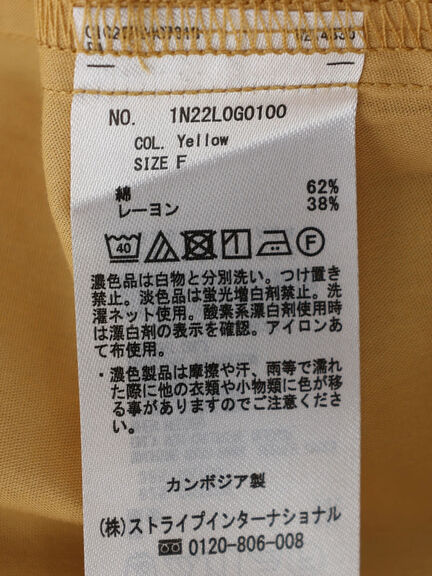 NO. 1N22L0G0100
COL. Yellow
SIZE F
綿 62%
レーヨン 38%
40
F
濃色品は白物と分別洗い。つけ置き
禁止。淡色品は蛍光増白剤禁止。洗
濯ネット使用。酸素系漂白剤使用時
は漂白剤の表示を確認。アイロンあ
て布使用。
・濃色製品は摩擦や汗、雨等で濡れ
た際に他の衣類や小物類に色が移
る事がありますのでご注意くださ
い。
カンボジア製
(株)ストライプインターナショナル
0120-806-008